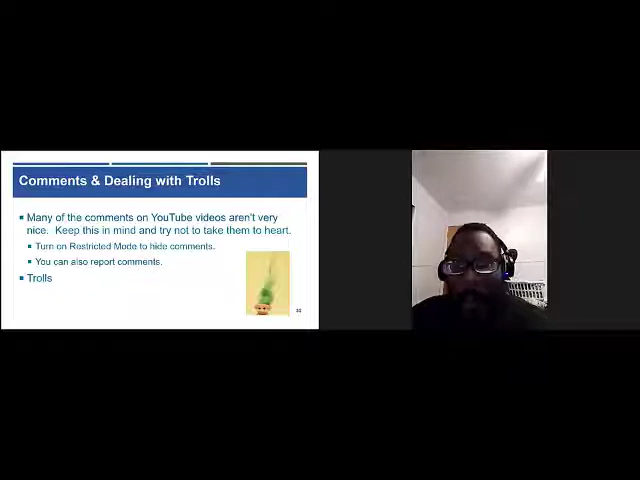 Comments & Dealing with Trolls
Many of the comments on YouTube videos aren't very
nice. Keep this in mind and try not to take them to heart.
Turn on Restricted Mode to hide comments.
You can also report comments.
Trolls